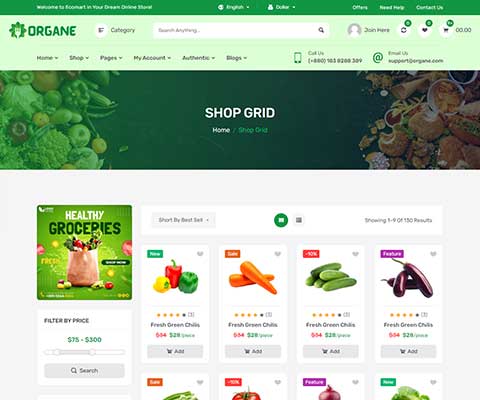 Welcome to Ecomart in Your Dream Online Store!
English
Dollar
Offers
Need Help
Contact Us
ORGANE
Category
Search Anything...
Join Here
0
0
9+
00.00
Home
Shop
Pages
My Account
Authentic
Blogs
Call Us
(+880) 183 8288 389
Email Us
support@organe.com
SHOP GRID
Home / Shop Grid
HEALTHY
GROCERIES
FRESH
SHOP NOW
Short By Best Sell
Showing 1-9 Of 130 Results
New
Sale
-10%
Feature
(3)
(3)
(3)
(3)
Fresh Green Chilis
Fresh Green Chilis
Fresh Green Chilis
Fresh Green Chilis
$34 $28/piece
$34 $28/piece
$34 $28/piece
$34 $28/piece
Add
Add
Add
Add
FILTER BY PRICE
$75 - $300
Search
Sale
-10%
Feature
New